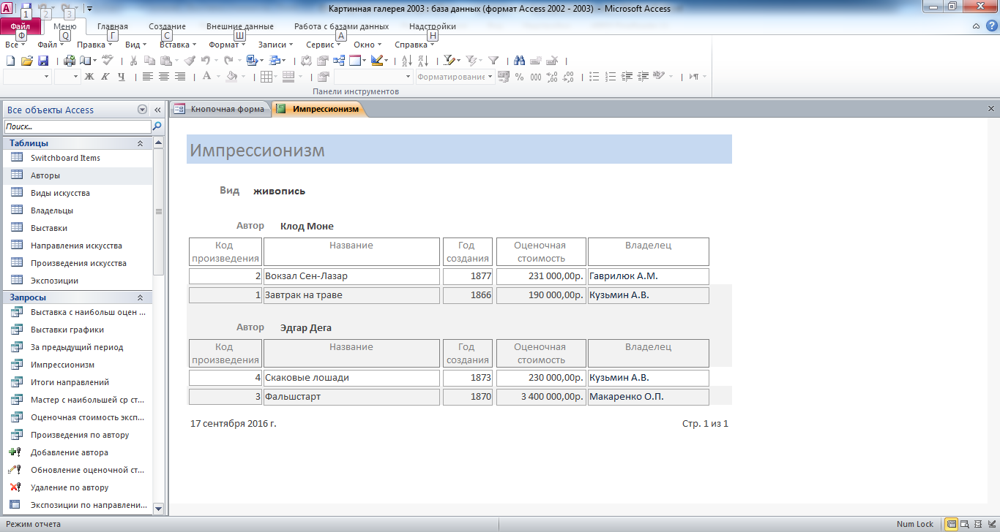 Картинная галерея 2003 : база данных (формат Access 2002 - 2003) - Microsoft Access
1 2 3
Файл Меню Главная Создание Внешние данные Работа с базами данных Надстройки
Ф Q Г С Ш А Н
Все Файл Правка Вид Вставка Формат Записи Сервис Окно Справка
Ж К Ч А Форматирование % 000
Панели инструментов
Все объекты Access
Поиск...
Таблицы
Switchboard Items
Авторы
Виды искусства
Владельцы
Выставки
Направления искусства
Произведения искусства
Экспозиции
Запросы
Выставка с наибольш оцен ...
Выставки графики
За предыдущий период
Импрессионизм
Итоги направлений
Мастер с наибольшей ср ст...
Оценочная стоимость эксп...
Произведения по автору
Добавление автора
Обновление оценочной ст...
Удаление по автору
Экспозиции по направлени...
Кнопочная форма Импрессионизм
Импрессионизм
Вид живопись
Автор Клод Моне
Код произведения Название Год создания Оценочная стоимость Владелец
2 Вокзал Сен-Лазар 1877 231 000,00р. Гаврилюк А.М.
1 Завтрак на траве 1866 190 000,00р. Кузьмин А.В.
Автор Эдгар Дега
Код произведения Название Год создания Оценочная стоимость Владелец
4 Скаковые лошади 1873 230 000,00р. Кузьмин А.В.
3 Фальшстарт 1870 3 400 000,00р. Макаренко О.П.
17 сентября 2016 г. Стр. 1 из 1
Режим отчета Num Lock